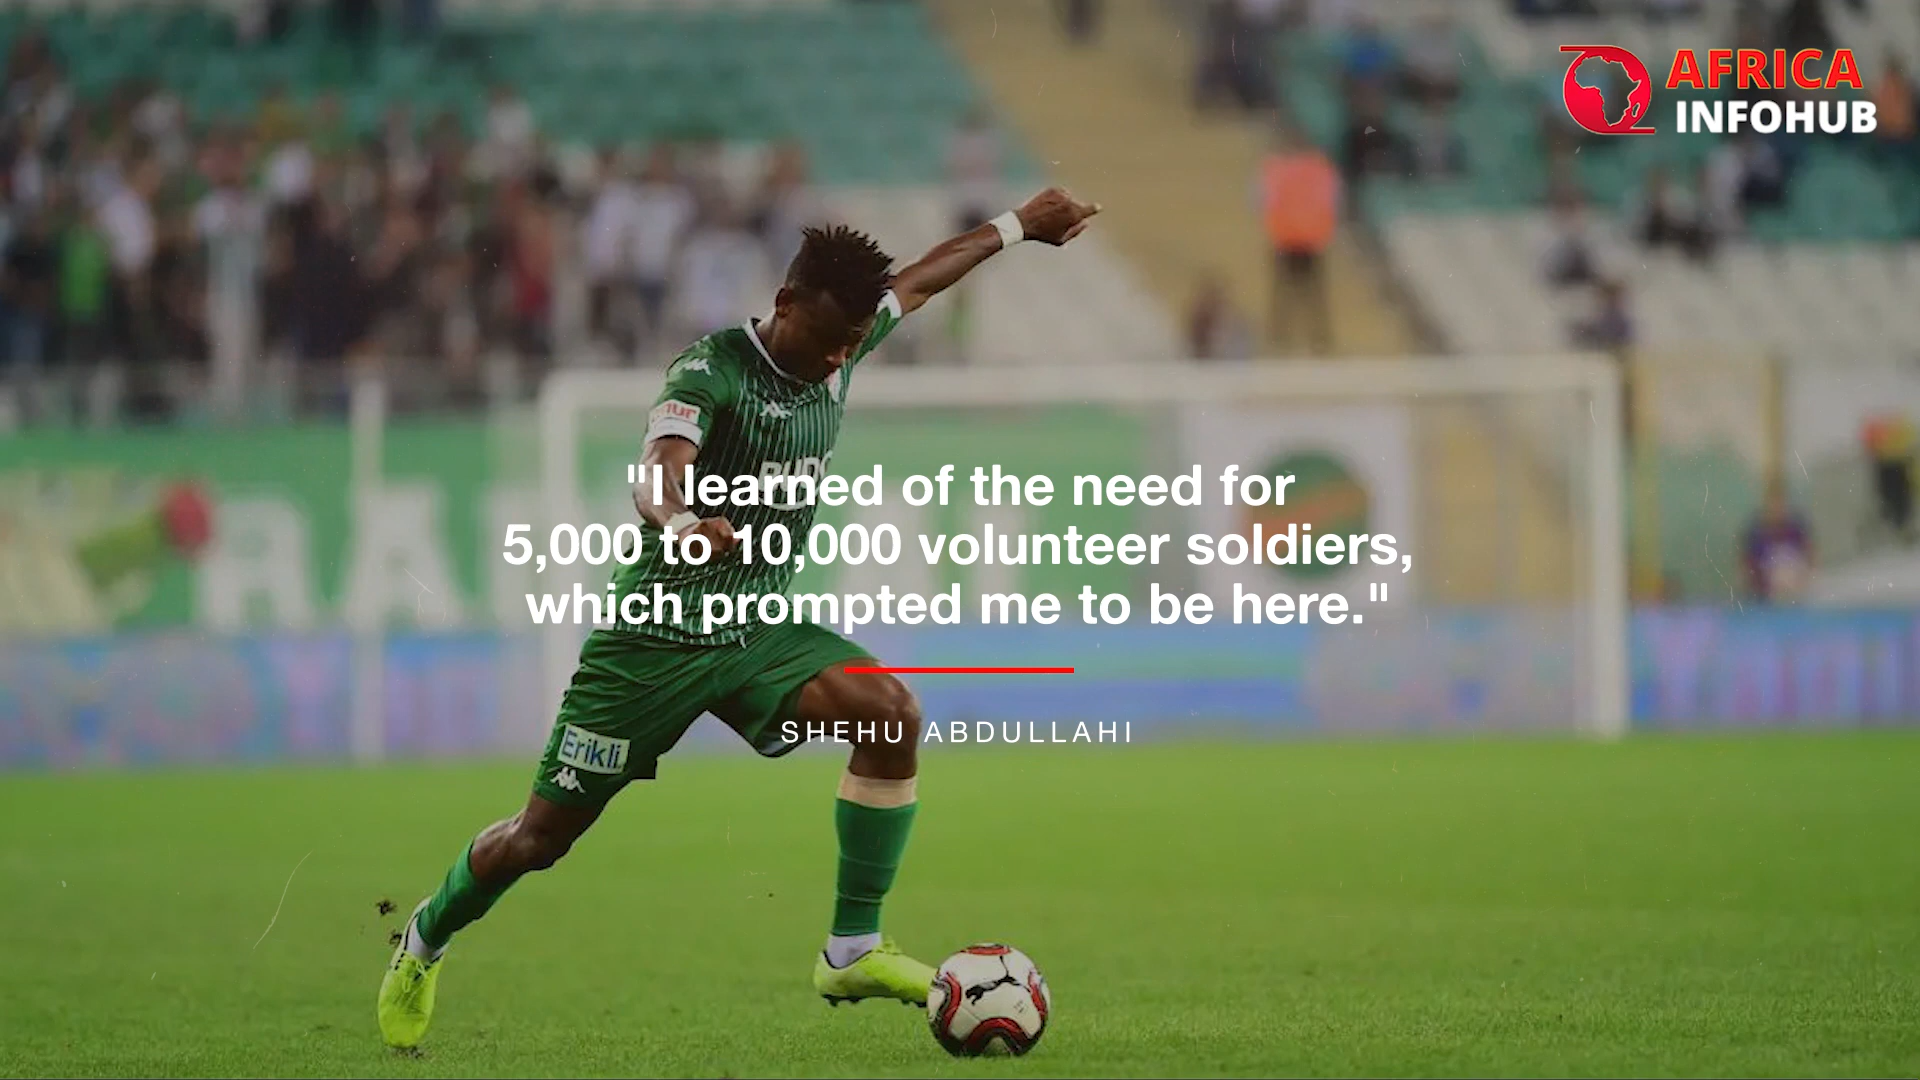 AFRICA
INFOHUB
"I learned of the need for
5,000 to 10,000 volunteer soldiers,
which prompted me to be here."
SHEHU ABDULLAHI
Erikli